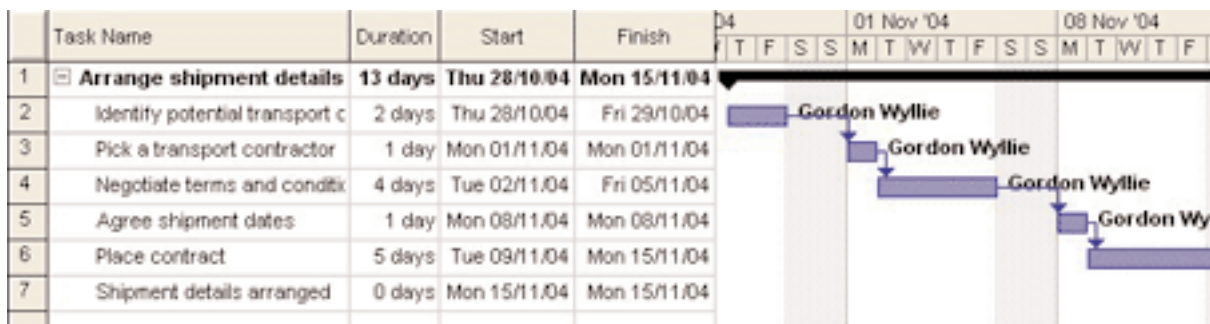 04 01 Nov '04 08 Nov '04
Task Name Duration Start Finish T F S S M T W T F S S M T W T F
1 Arrange shipment details 13 days Thu 28/10/04 Mon 15/11/04
2 Identify potential transport c 2 days Thu 28/10/04 Fri 29/10/04 Gordon Wyllie
3 Pick a transport contractor 1 day Mon 01/11/04 Mon 01/11/04 Gordon Wyllie
4 Negotiate terms and conditi 4 days Tue 02/11/04 Fri 05/11/04 Gordon Wyllie
5 Agree shipment dates 1 day Mon 08/11/04 Mon 08/11/04 Gordon Wy
6 Place contract 5 days Tue 09/11/04 Mon 15/11/04
7 Shipment details arranged 0 days Mon 15/11/04 Mon 15/11/04